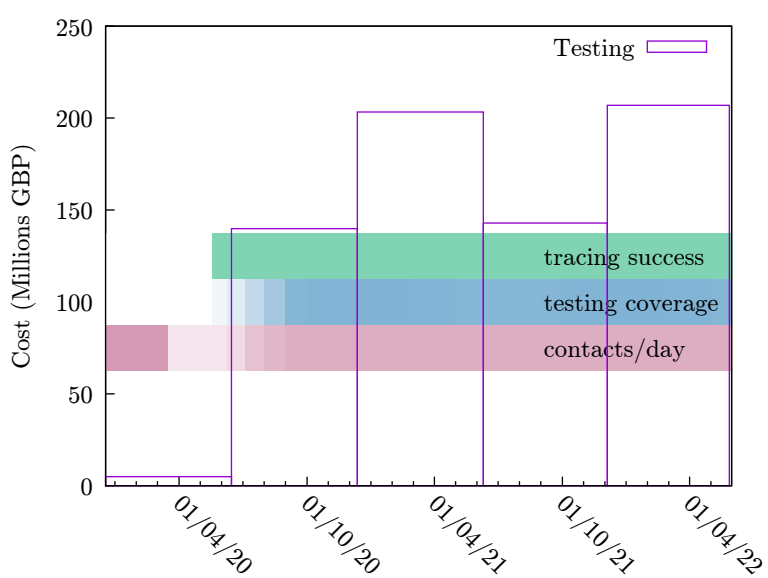 250
Testing
200
150
tracing success
100
testing coverage
contacts/day
50
0
Cost (Millions GBP)
01/04/20
01/10/20
01/04/21
01/10/21
01/04/22